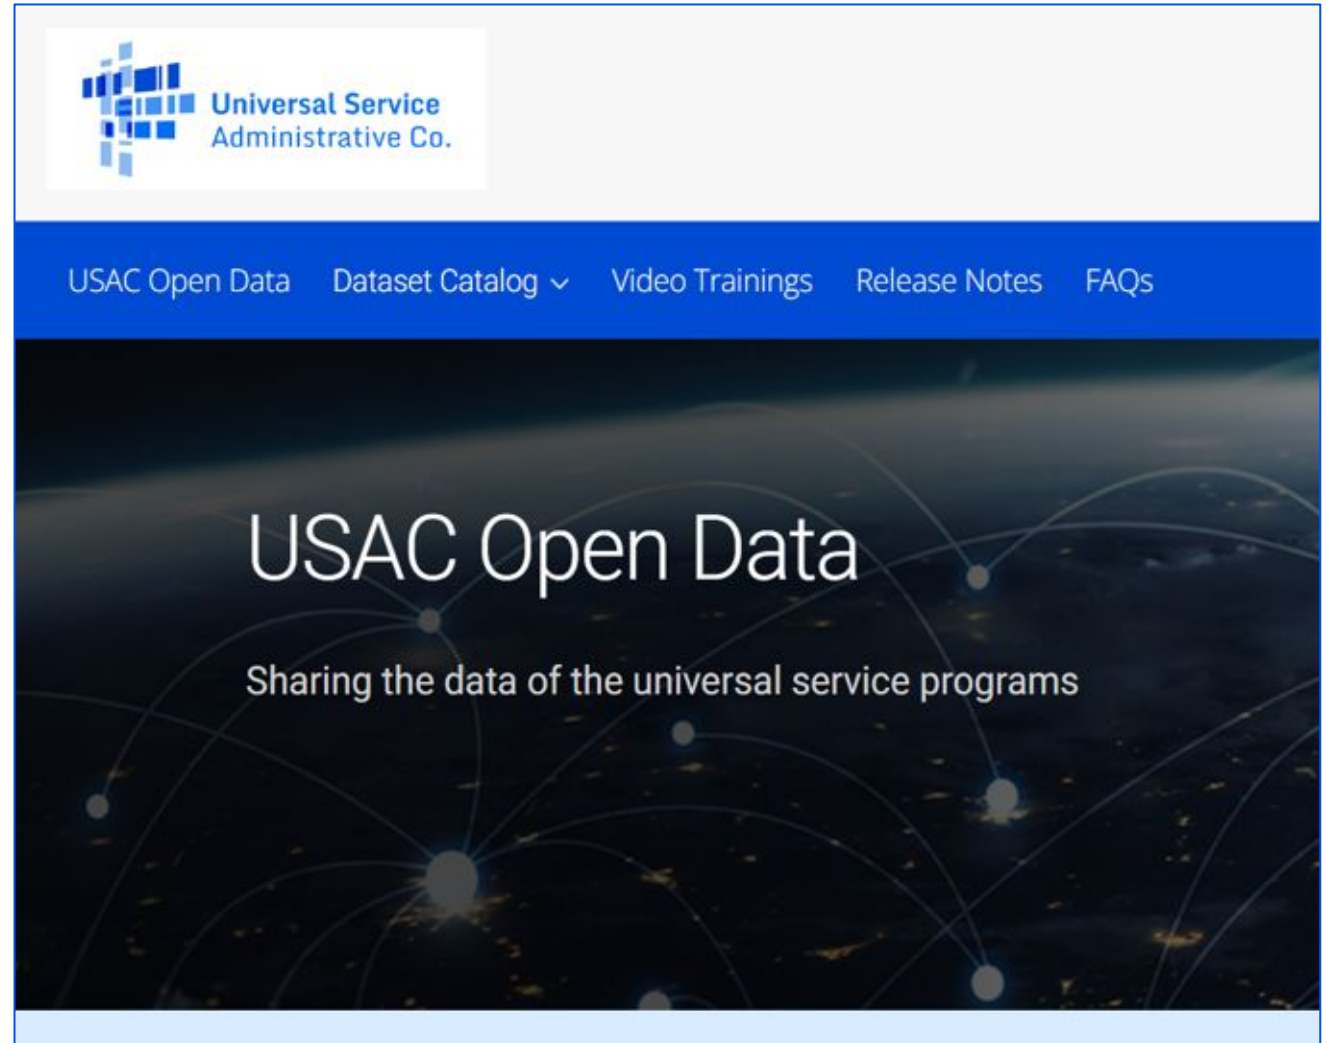 Universal Service
Administrative Co.
USAC Open Data Dataset Catalog Video Trainings Release Notes FAQs
USAC Open Data
Sharing the data of the universal service programs